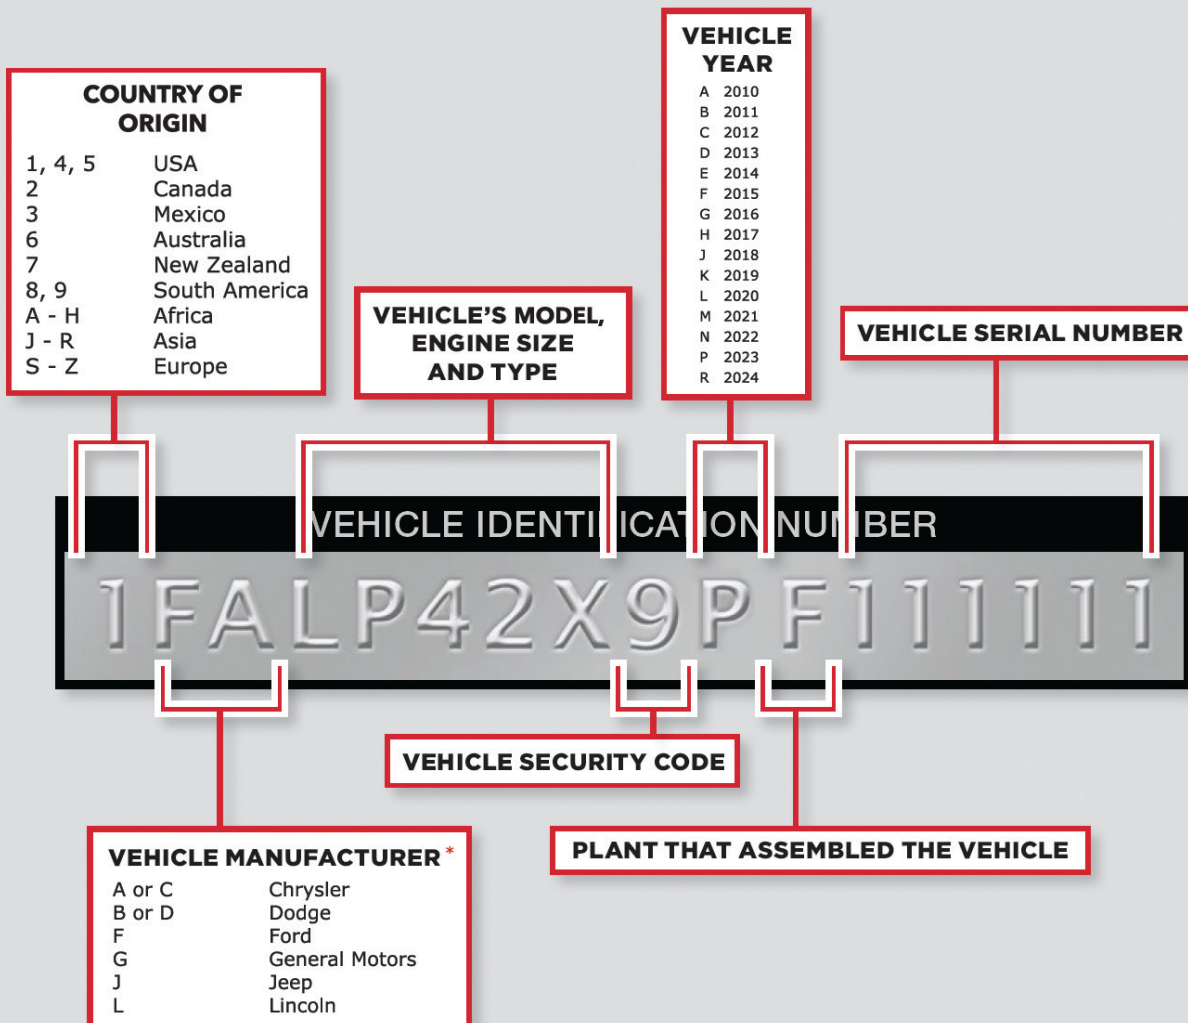 VEHICLE
YEAR
A 2010
B 2011
C 2012
D 2013
E 2014
F 2015
G 2016
H 2017
J 2018
K 2019
L 2020
M 2021
N 2022
P 2023
R 2024
COUNTRY OF
ORIGIN
1, 4, 5 USA
2 Canada
3 Mexico
6 Australia
7 New Zealand
8, 9 South America
A - H Africa
J - R Asia
S - Z Europe
VEHICLE'S MODEL,
ENGINE SIZE
AND TYPE
VEHICLE SERIAL NUMBER
VEHICLE IDENTIFICATION NUMBER
1FALP42X9PF111111
VEHICLE SECURITY CODE
PLANT THAT ASSEMBLED THE VEHICLE
VEHICLE MANUFACTURER*
A or C Chrysler
B or D Dodge
F Ford
G General Motors
J Jeep
L Lincoln